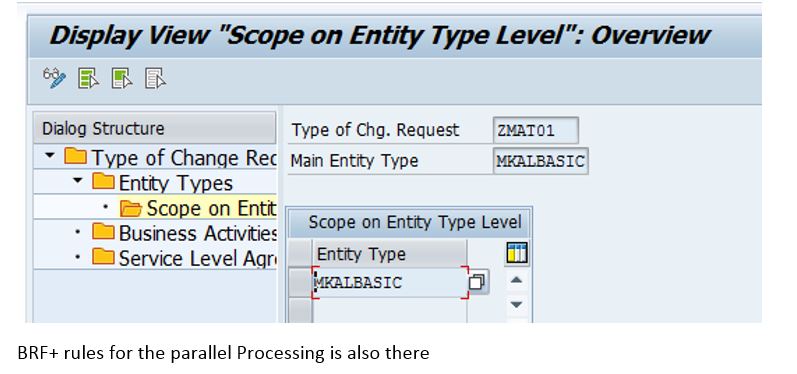 Display View "Scope on Entity Type Level": Overview
Dialog Structure
Type of Change Rec
Entity Types
Scope on Entit
Business Activities
Service Level Agr
Type of Chg. Request ZMAT01
Main Entity Type MKALBASIC
Scope on Entity Type Level
Entity Type
MKALBASIC
BRF+ rules for the parallel Processing is also there